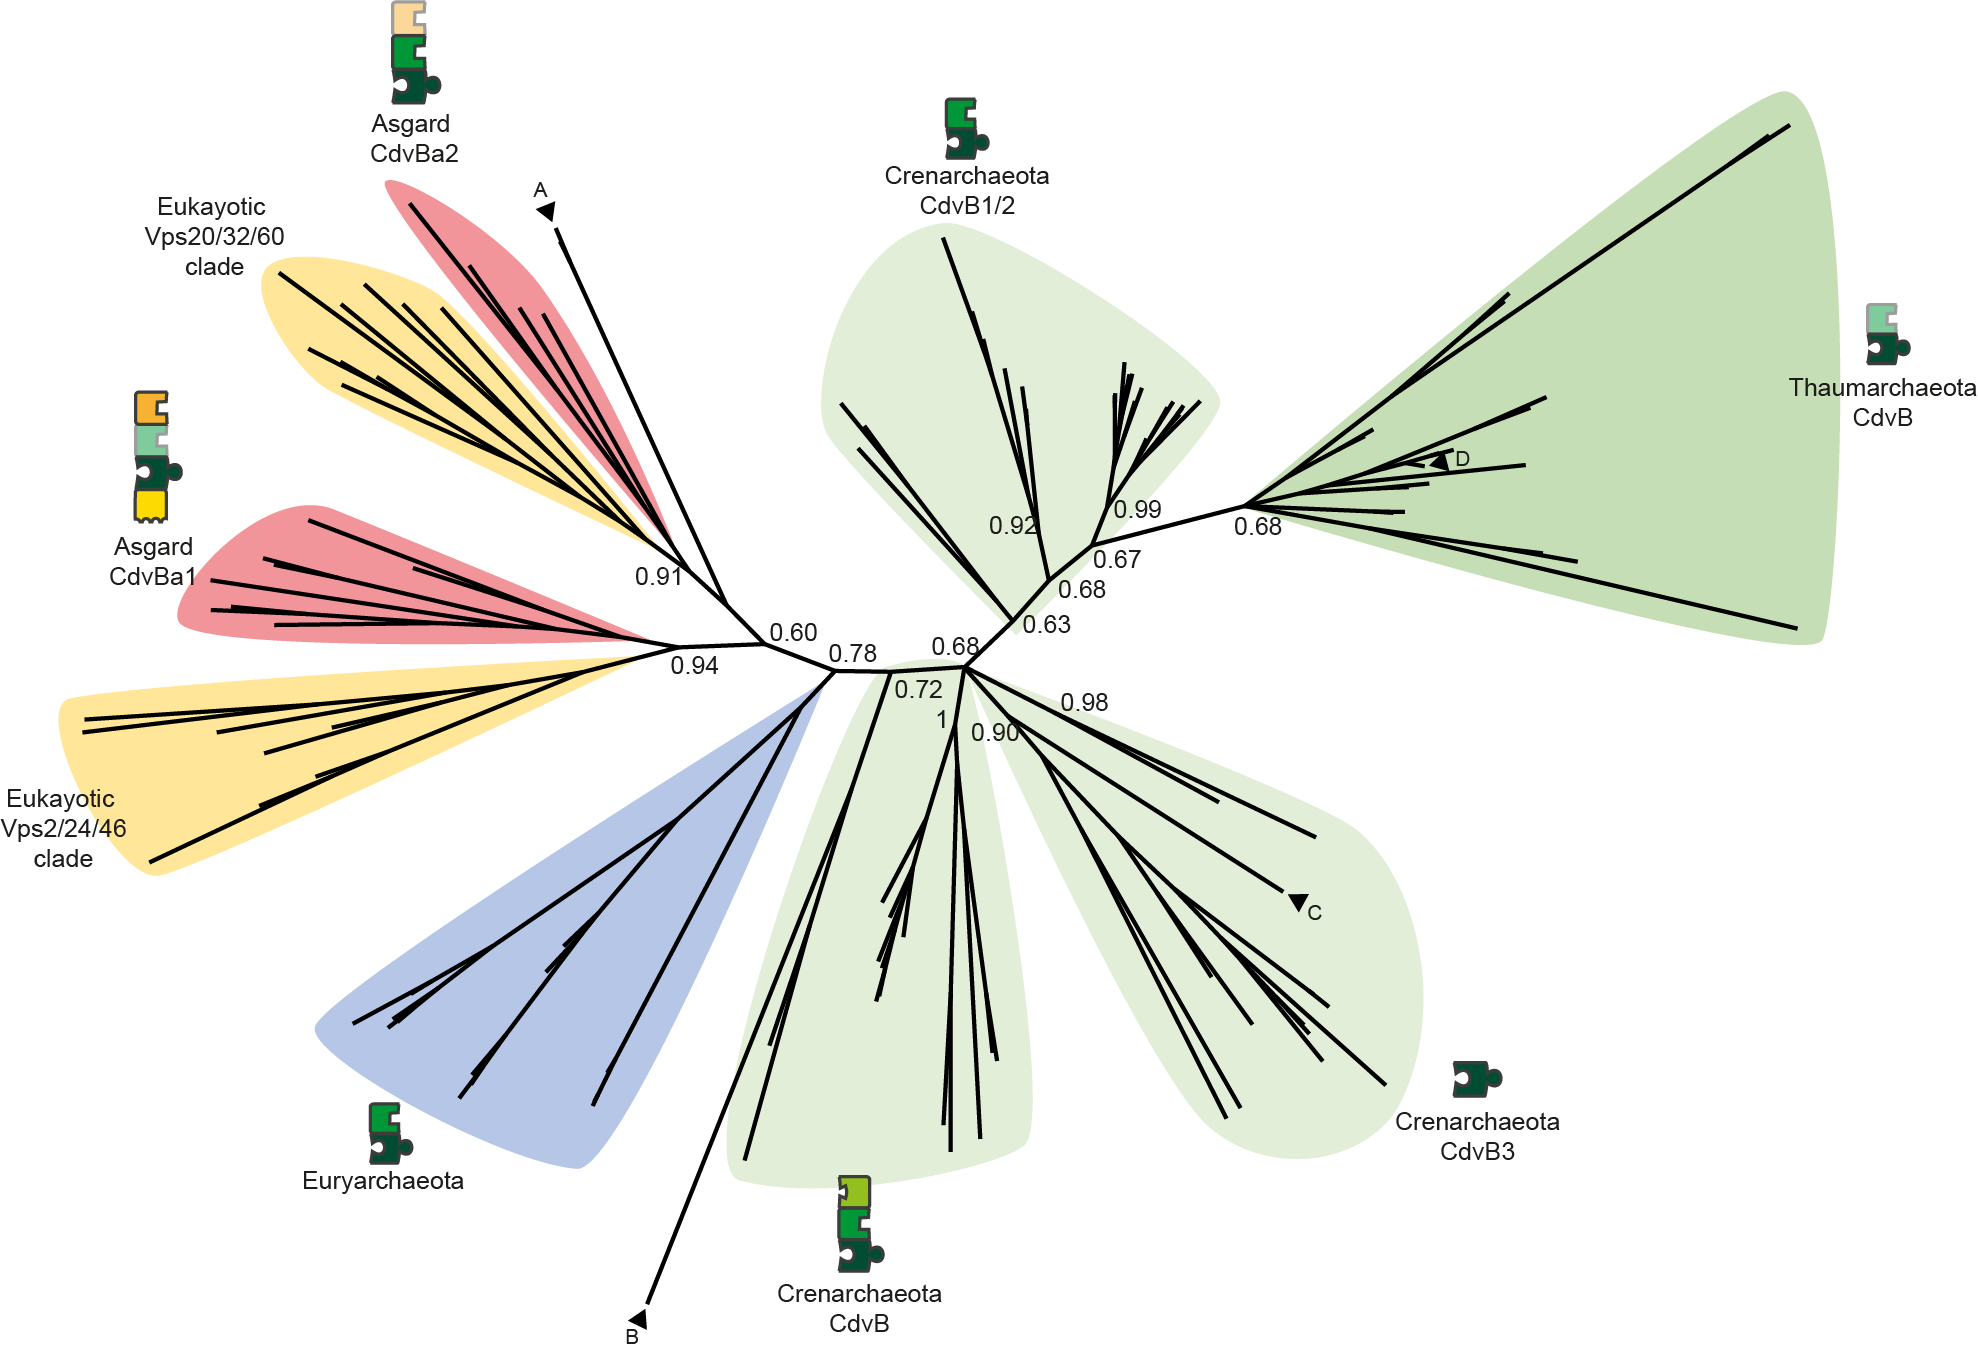 Asgard
CdvBa2
A
Crenarchaeota
CdvB1/2
Eukayotic
Vps20/32/60
clade
Thaumarchaeota
CdvB
D
0.92
0.99
0.68
Asgard
CdvBa1
0.91
0.67
0.68
0.63
0.60
0.78
0.68
0.94
0.72
0.98
1
0.90
Eukayotic
Vps2/24/46
clade
C
Crenarchaeota
CdvB3
Euryarchaeota
Crenarchaeota
CdvB
B